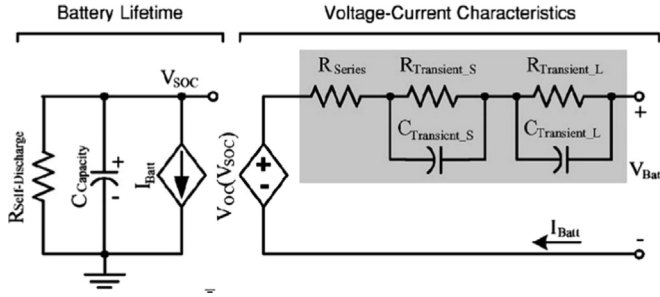 Battery Lifetime
Voltage-Current Characteristics
VSOC
RSelf-Discharge
CCapacity
+
-
IBatt
VOC(VSOC)
+
-
RSeries
RTransient_S
CTransient_S
RTransient_L
CTransient_L
+
VBat
IBatt
-